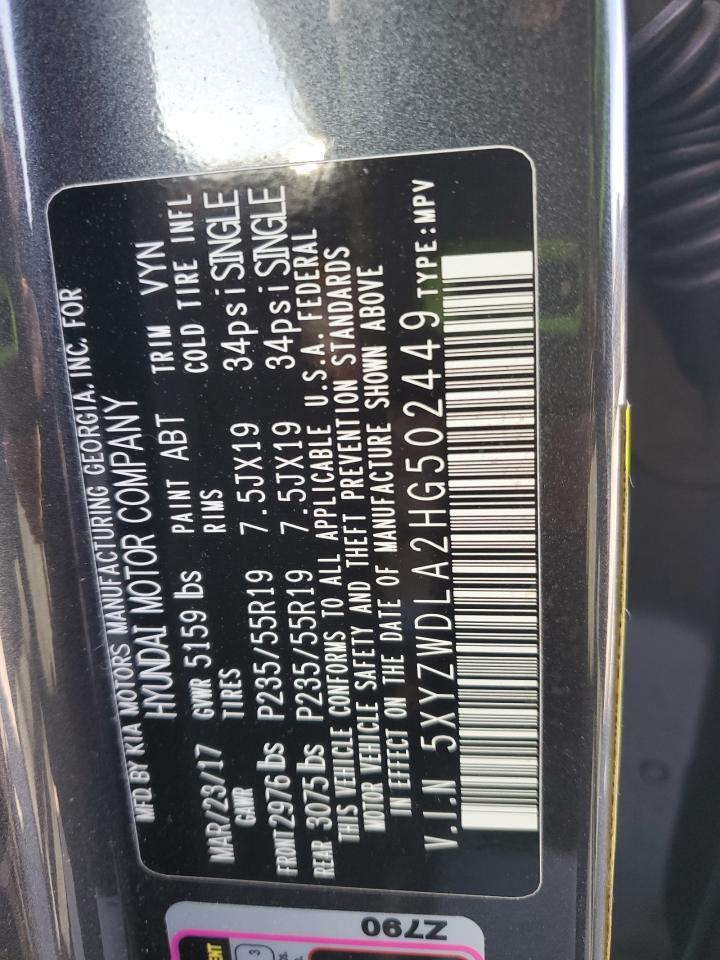 MFD. BY KIA MOTORS MANUFACTURING GEORGIA, INC. FOR
HYUNDAI MOTOR COMPANY
MAR/23/17 GVWR 5159 lbs PAINT ABT TRIM VYN
GAWR TIRES RIMS COLD TIRE INFL
FRONT 2976 lbs P235/55R19 7.5JX19 34psi SINGLE
REAR 3075 lbs P235/55R19 7.5JX19 34psi SINGLE
THIS VEHICLE CONFORMS TO ALL APPLICABLE U.S.A. FEDERAL
MOTOR VEHICLE SAFETY AND THEFT PREVENTION STANDARDS
IN EFFECT ON THE DATE OF MANUFACTURE SHOWN ABOVE
V.I.N 5XYZWDLA2HG502449 TYPE:MPV
Z790
3